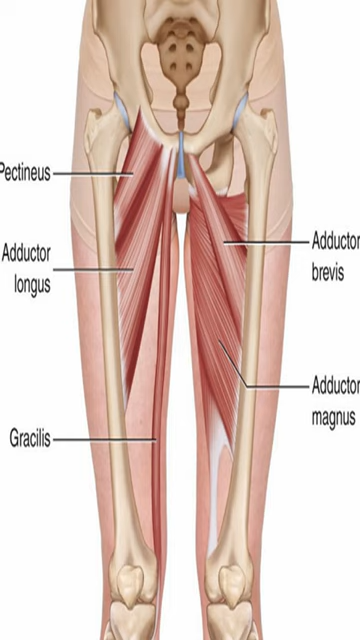 Pectineus
Adductor
longus
Gracilis
Adductor
brevis
Adductor
magnus